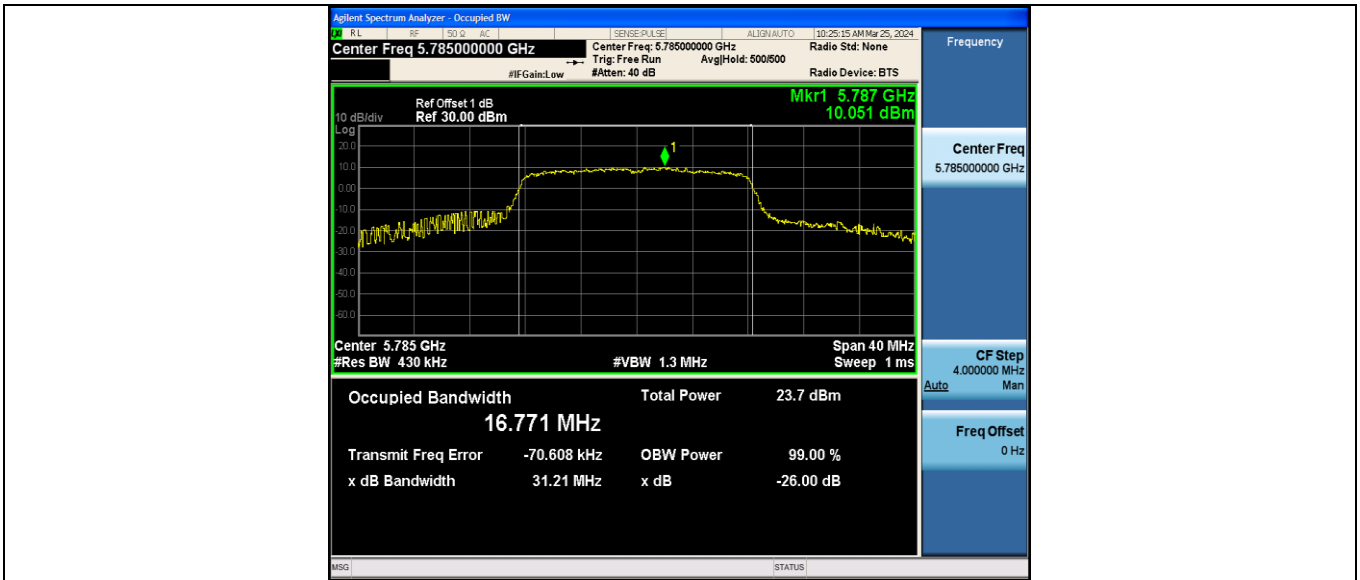 Agilent Spectrum Analyzer - Occupied BW
LXI RL RF 50 Ω AC SENSE:PULSE ALIGNAUTO 10:25:15 AM Mar 25, 2024
Center Freq 5.785000000 GHz
Center Freq: 5.785000000 GHz
Radio Std: None
Trig: Free Run Avg|Hold: 500/500
#IFGain:Low #Atten: 40 dB Radio Device: BTS
Mkr1 5.787 GHz
10.051 dBm
Ref Offset 1 dB
10 dB/div Ref 30.00 dBm
Log
20.0
10.0
0.00
-10.0
-20.0
-30.0
-40.0
-50.0
-60.0
1
Center 5.785 GHz Span 40 MHz
#Res BW 430 kHz #VBW 1.3 MHz Sweep 1 ms
Occupied Bandwidth Total Power 23.7 dBm
16.771 MHz
Transmit Freq Error -70.608 kHz OBW Power 99.00 %
x dB Bandwidth 31.21 MHz x dB -26.00 dB
MSG STATUS
Frequency
Center Freq
5.785000000 GHz
CF Step
4.000000 MHz
Auto Man
Freq Offset
0 Hz